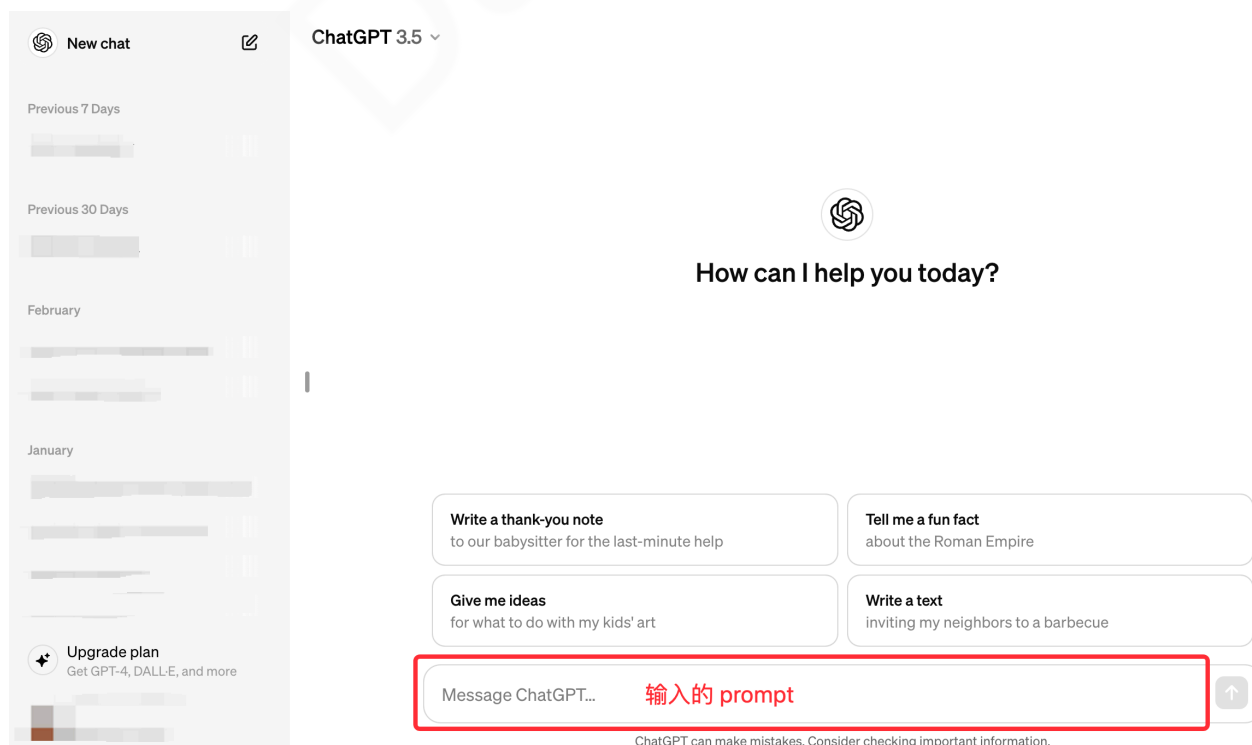 New chat
Previous 7 Days
Previous 30 Days
February
January
Upgrade plan
Get GPT-4, DALL·E, and more
ChatGPT 3.5
How can I help you today?
Write a thank-you note
to our babysitter for the last-minute help
Tell me a fun fact
about the Roman Empire
Give me ideas
for what to do with my kids' art
Write a text
inviting my neighbors to a barbecue
Message ChatGPT... 输入的 prompt
ChatGPT can make mistakes. Consider checking important information.